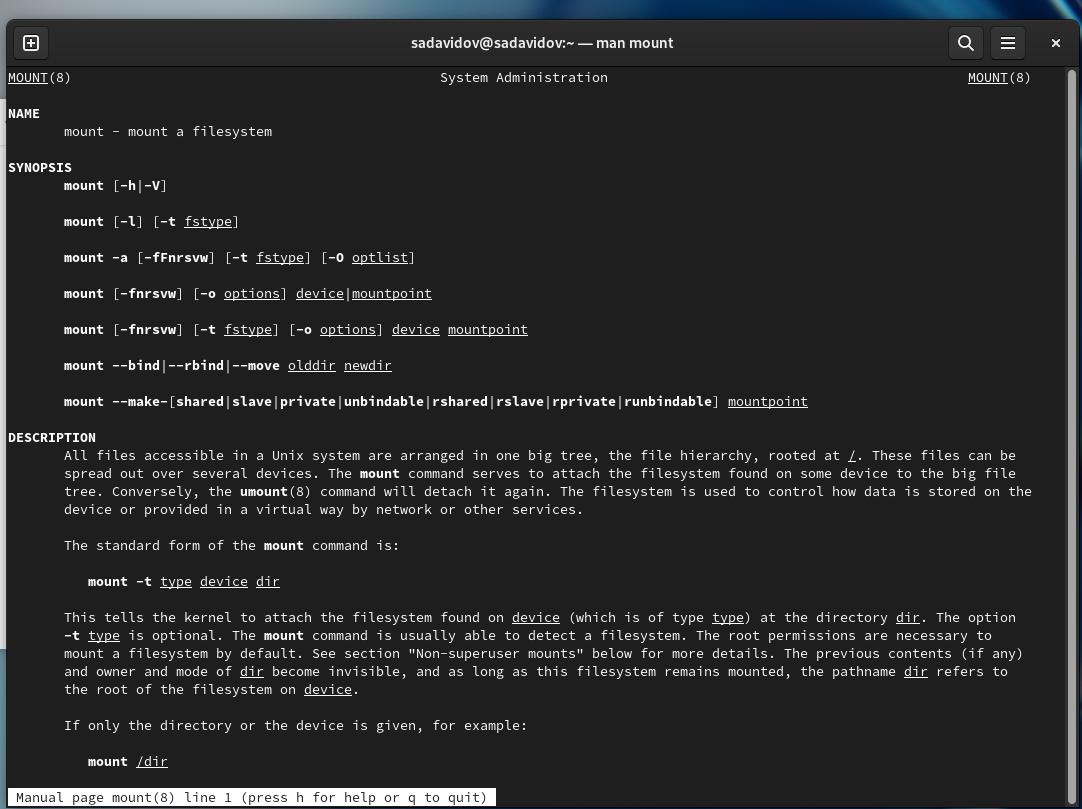 sadavidov@sadavidov:~ — man mount
MOUNT(8) System Administration MOUNT(8)
NAME
mount - mount a filesystem
SYNOPSIS
mount [-h|-V]
mount [-l] [-t fstype]
mount -a [-fFnrsvw] [-t fstype] [-O optlist]
mount [-fnrsvw] [-o options] device|mountpoint
mount [-fnrsvw] [-t fstype] [-o options] device mountpoint
mount --bind|--rbind|--move olddir newdir
mount --make-[shared|slave|private|unbindable|rshared|rslave|rprivate|runbindable] mountpoint
DESCRIPTION
All files accessible in a Unix system are arranged in one big tree, the file hierarchy, rooted at /. These files can be
spread out over several devices. The mount command serves to attach the filesystem found on some device to the big file
tree. Conversely, the umount(8) command will detach it again. The filesystem is used to control how data is stored on the
device or provided in a virtual way by network or other services.
The standard form of the mount command is:
mount -t type device dir
This tells the kernel to attach the filesystem found on device (which is of type type) at the directory dir. The option
-t type is optional. The mount command is usually able to detect a filesystem. The root permissions are necessary to
mount a filesystem by default. See section "Non-superuser mounts" below for more details. The previous contents (if any)
and owner and mode of dir become invisible, and as long as this filesystem remains mounted, the pathname dir refers to
the root of the filesystem on device.
If only the directory or the device is given, for example:
mount /dir
Manual page mount(8) line 1 (press h for help or q to quit)